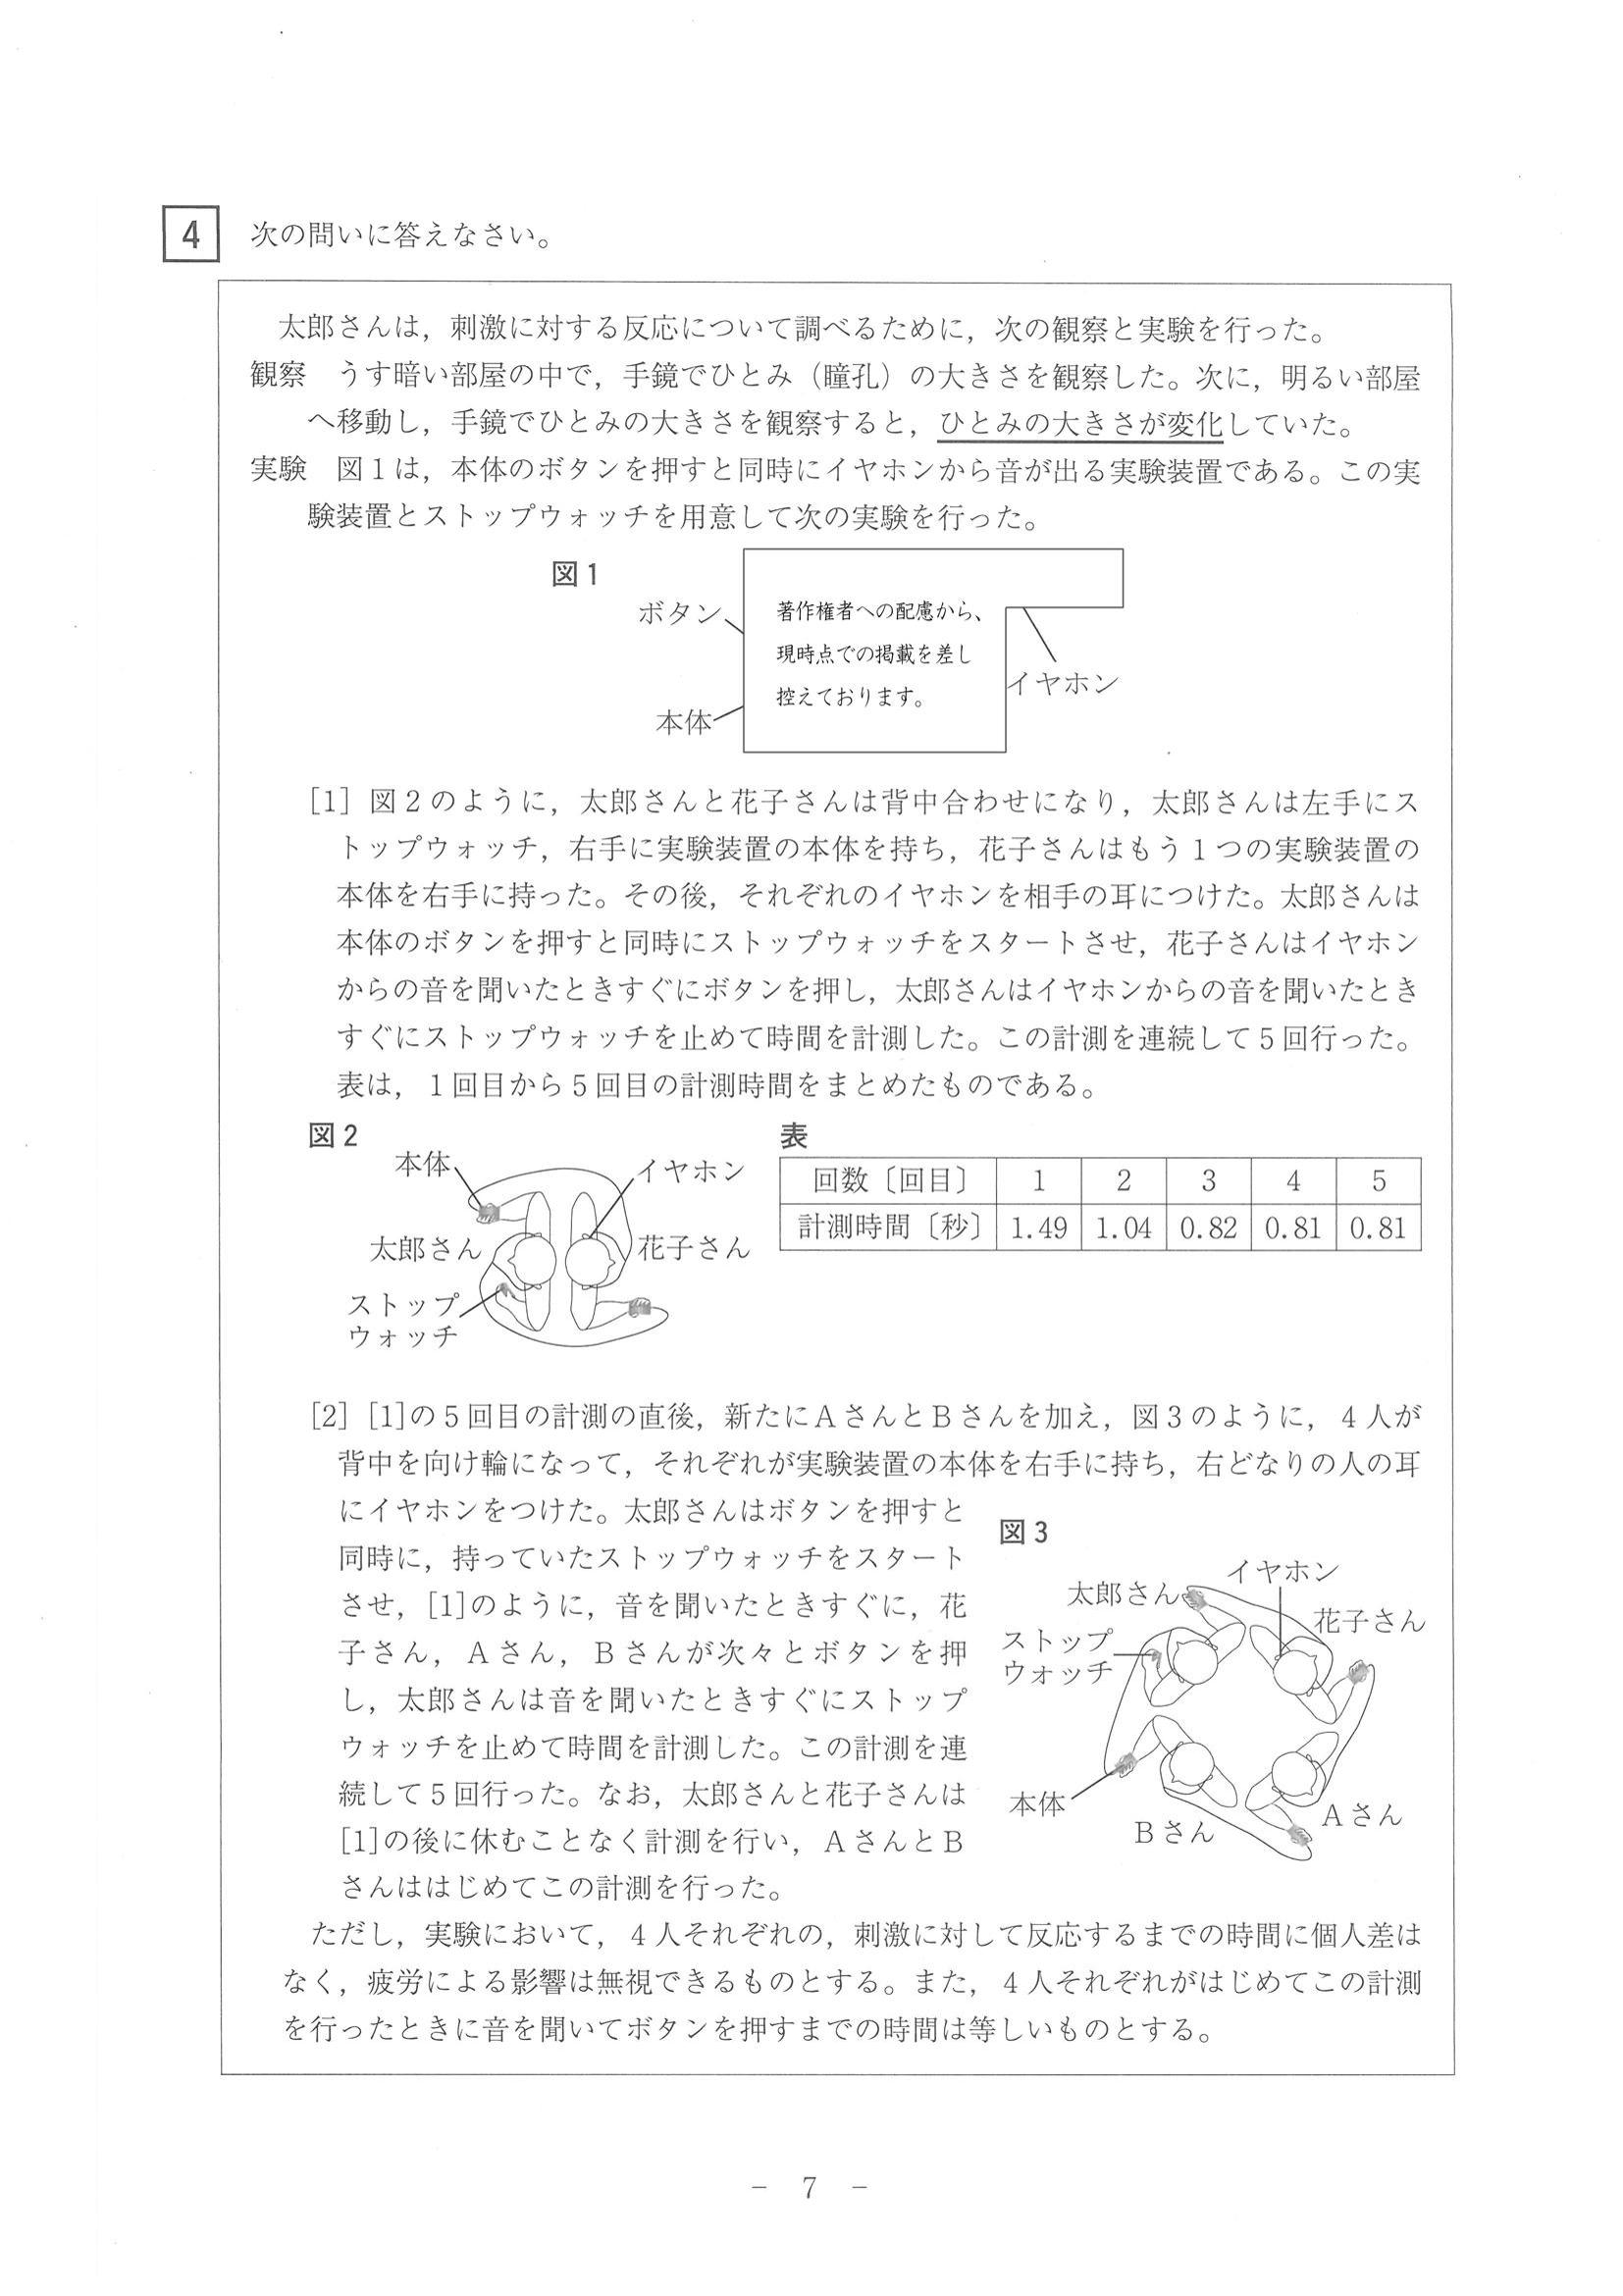 4 次の問いに答えなさい。
太郎さんは，刺激に対する反応について調べるために，次の観察と実験を行った。
観察　うす暗い部屋の中で，手鏡でひとみ（瞳孔）の大きさを観察した。次に，明るい部屋
へ移動し，手鏡でひとみの大きさを観察すると，ひとみの大きさが変化していた。
実験　図1は，本体のボタンを押すと同時にイヤホンから音が出る実験装置である。この実
験装置とストップウォッチを用意して次の実験を行った。
図1
ボタン
著作権者への配慮から、
現時点での掲載を差し
控えております。
イヤホン
本体
[1] 図2のように，太郎さんと花子さんは背中合わせになり，太郎さんは左手にス
トップウォッチ，右手に実験装置の本体を持ち，花子さんはもう1つの実験装置の
本体を右手に持った。その後，それぞれのイヤホンを相手の耳につけた。太郎さんは
本体のボタンを押すと同時にストップウォッチをスタートさせ，花子さんはイヤホン
からの音を聞いたときすぐにボタンを押し，太郎さんはイヤホンからの音を聞いたとき
すぐにストップウォッチを止めて時間を計測した。この計測を連続して5回行った。
表は，1回目から5回目の計測時間をまとめたものである。
図2
本体
イヤホン
太郎さん
花子さん
ストップ
ウォッチ
表
回数〔回目〕 1 2 3 4 5
計測時間〔秒〕 1.49 1.04 0.82 0.81 0.81
[2] [1]の5回目の計測の直後，新たにAさんとBさんを加え，図3のように，4人が
背中を向け輪になって，それぞれが実験装置の本体を右手に持ち，右どなりの人の耳
にイヤホンをつけた。太郎さんはボタンを押すと
同時に，持っていたストップウォッチをスタート
させ，[1]のように，音を聞いたときすぐに，花
子さん，Aさん，Bさんが次々とボタンを押
し，太郎さんは音を聞いたときすぐにストップ
ウォッチを止めて時間を計測した。この計測を連
続して5回行った。なお，太郎さんと花子さんは
[1]の後に休むことなく計測を行い，AさんとB
さんははじめてこの計測を行った。
図3
イヤホン
太郎さん
花子さん
ストップ
ウォッチ
本体
Bさん
Aさん
ただし，実験において，4人それぞれの，刺激に対して反応するまでの時間に個人差は
なく，疲労による影響は無視できるものとする。また，4人それぞれがはじめてこの計測
を行ったときに音を聞いてボタンを押すまでの時間は等しいものとする。
－ 7 －